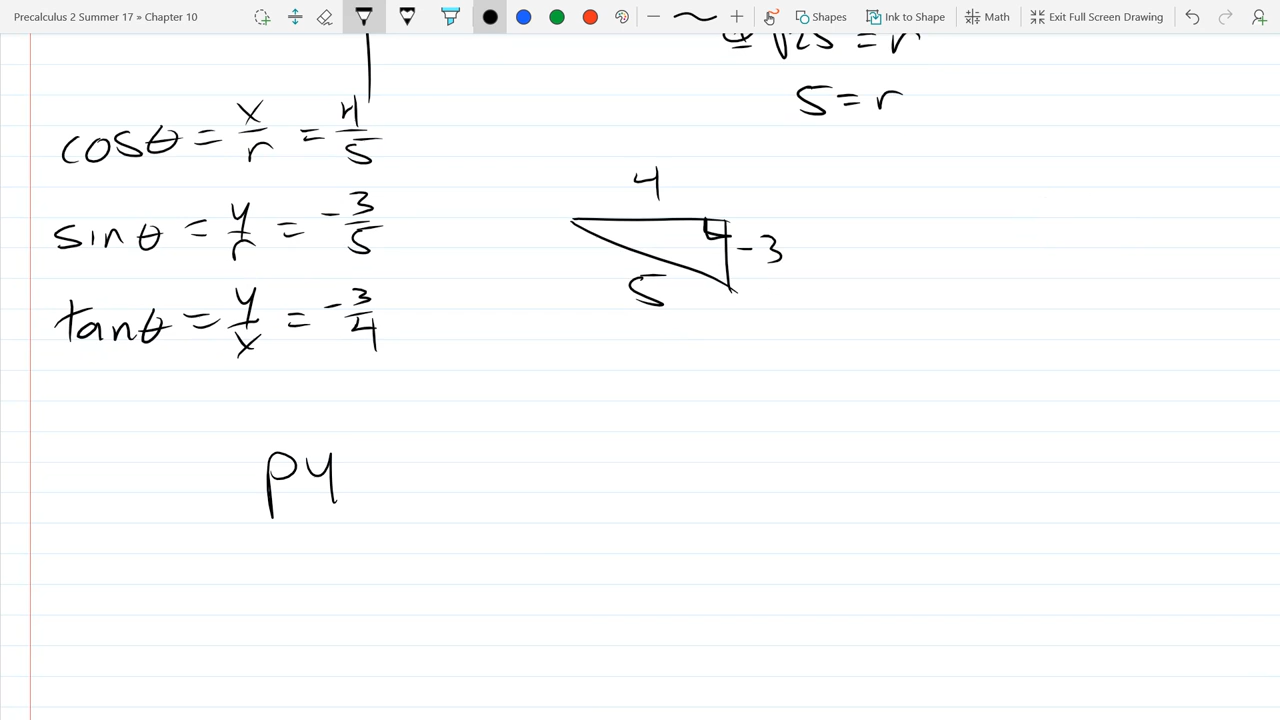 Precalculus 2 Summer 17 » Chapter 10
Shapes
Ink to Shape
Math
Exit Full Screen Drawing
√25 = r
5 = r
cosθ = x/r = 4/5
4
sinθ = y/r = -3/5
-3
5
tanθ = y/x = -3/4
py